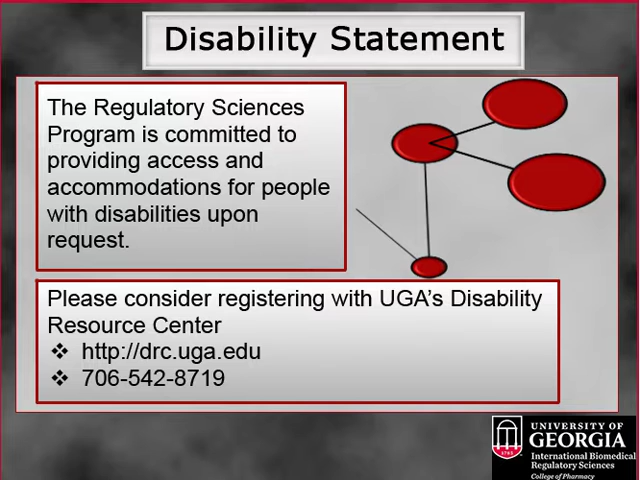 Disability Statement
The Regulatory Sciences
Program is committed to
providing access and
accommodations for people
with disabilities upon
request.
Please consider registering with UGA's Disability
Resource Center
❖ http://drc.uga.edu
❖ 706-542-8719
1785
UNIVERSITY OF
GEORGIA
International Biomedical
Regulatory Sciences
College of Pharmacy